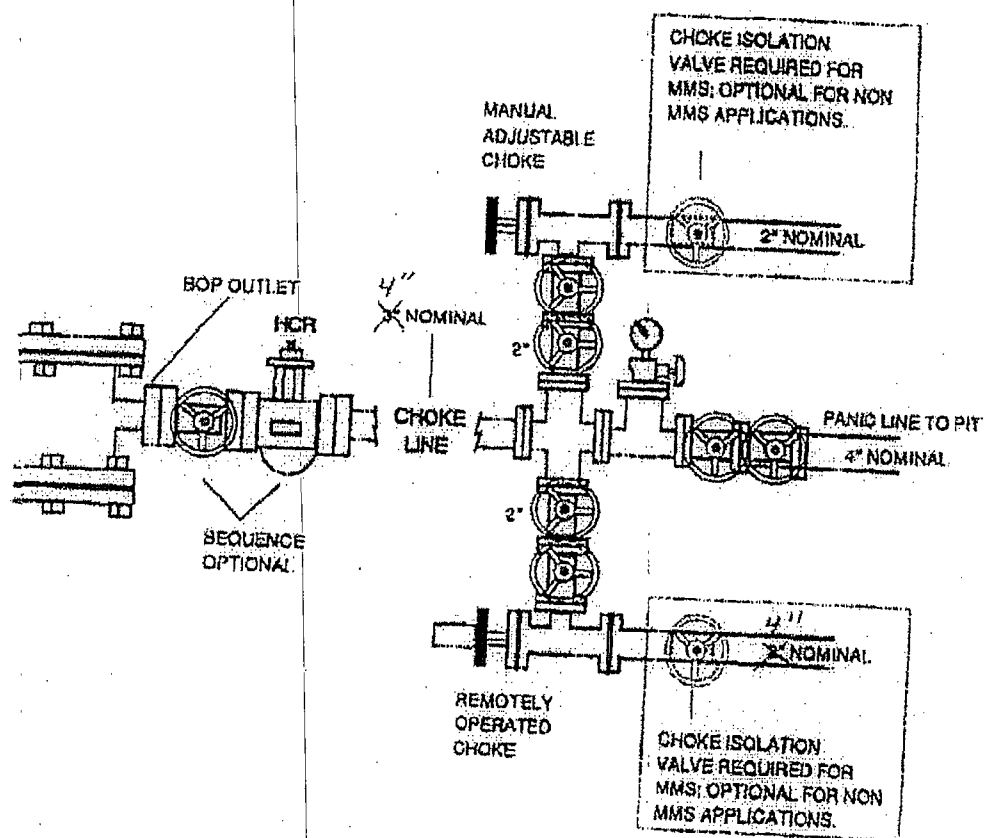 CHOKE ISOLATION
VALVE REQUIRED FOR
MMS; OPTIONAL FOR NON
MMS APPLICATIONS.
MANUAL
ADJUSTABLE
CHOKE
2" NOMINAL
BOP OUTLET
4"
3" NOMINAL
HCR
2"
CHOKE
LINE
PANIC LINE TO PIT
4" NOMINAL
2"
SEQUENCE
OPTIONAL
4"
NOMINAL
REMOTELY
OPERATED
CHOKE
CHOKE ISOLATION
VALVE REQUIRED FOR
MMS; OPTIONAL FOR NON
MMS APPLICATIONS.